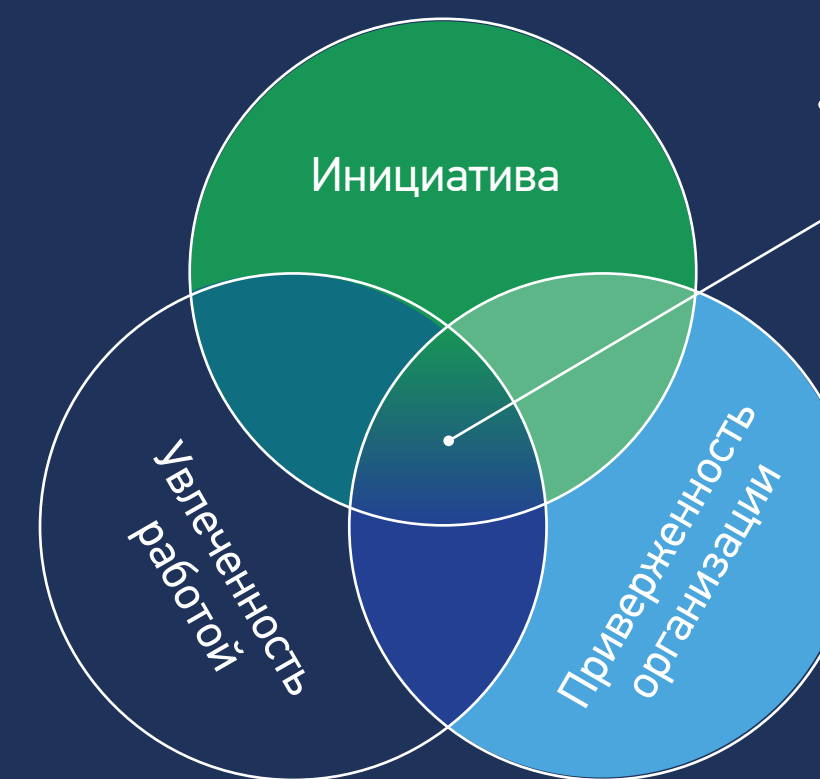 Инициатива
Увлеченность
работой
Приверженность
организации